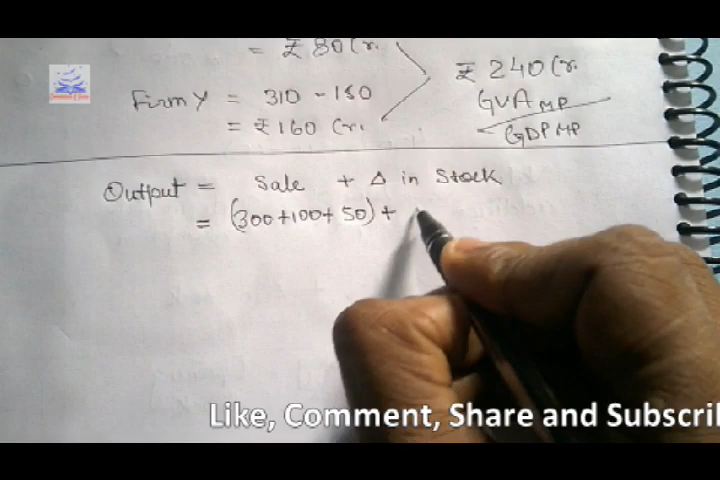 = ₹ 80 Cr.
Firm Y = 310 - 150
= ₹ 160 Cr.
₹ 240 Cr.
GVA MP
GDP MP
Output = Sale + Δ in Stock
= (300+100+50) +
Like, Comment, Share and Subscri